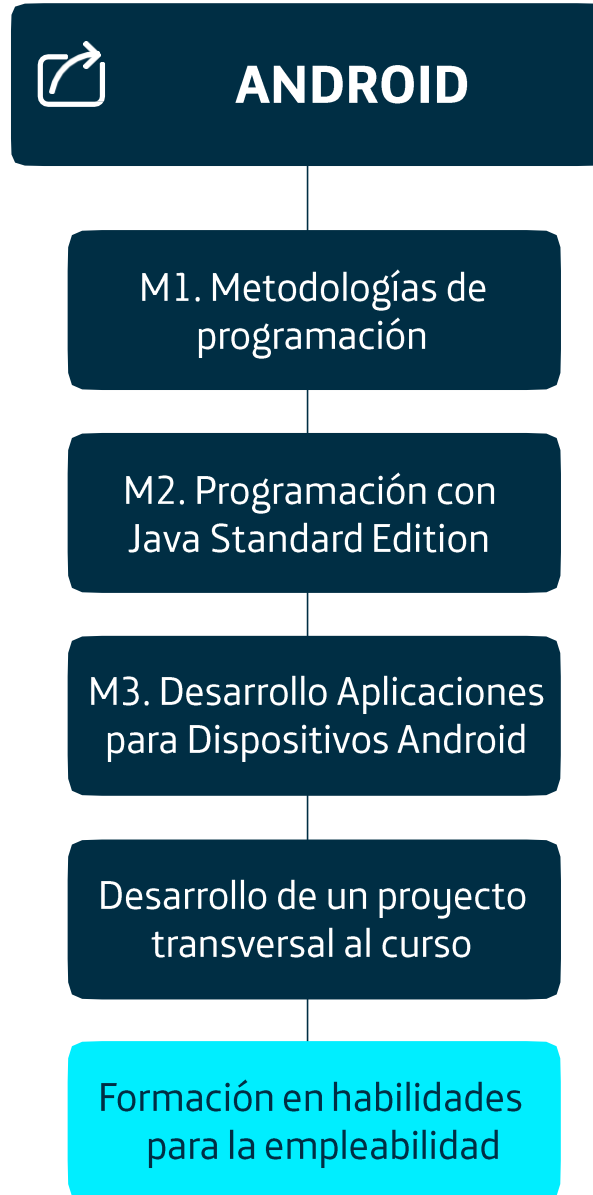 ANDROID
M1. Metodologías de
programación
M2. Programación con
Java Standard Edition
M3. Desarrollo Aplicaciones
para Dispositivos Android
Desarrollo de un proyecto
transversal al curso
Formación en habilidades
para la empleabilidad